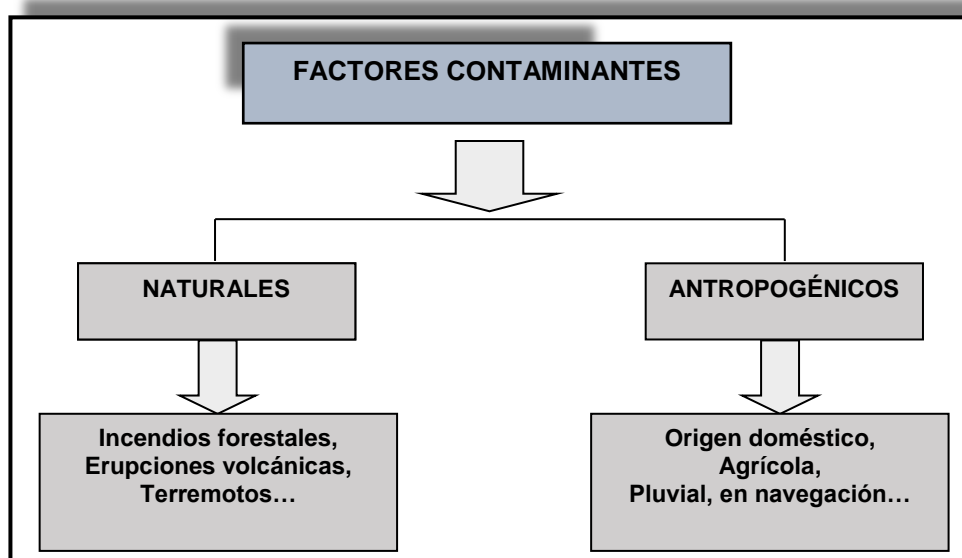 FACTORES CONTAMINANTES
NATURALES
ANTROPOGÉNICOS
Incendios forestales,
Erupciones volcánicas,
Terremotos…
Origen doméstico,
Agrícola,
Pluvial, en navegación…